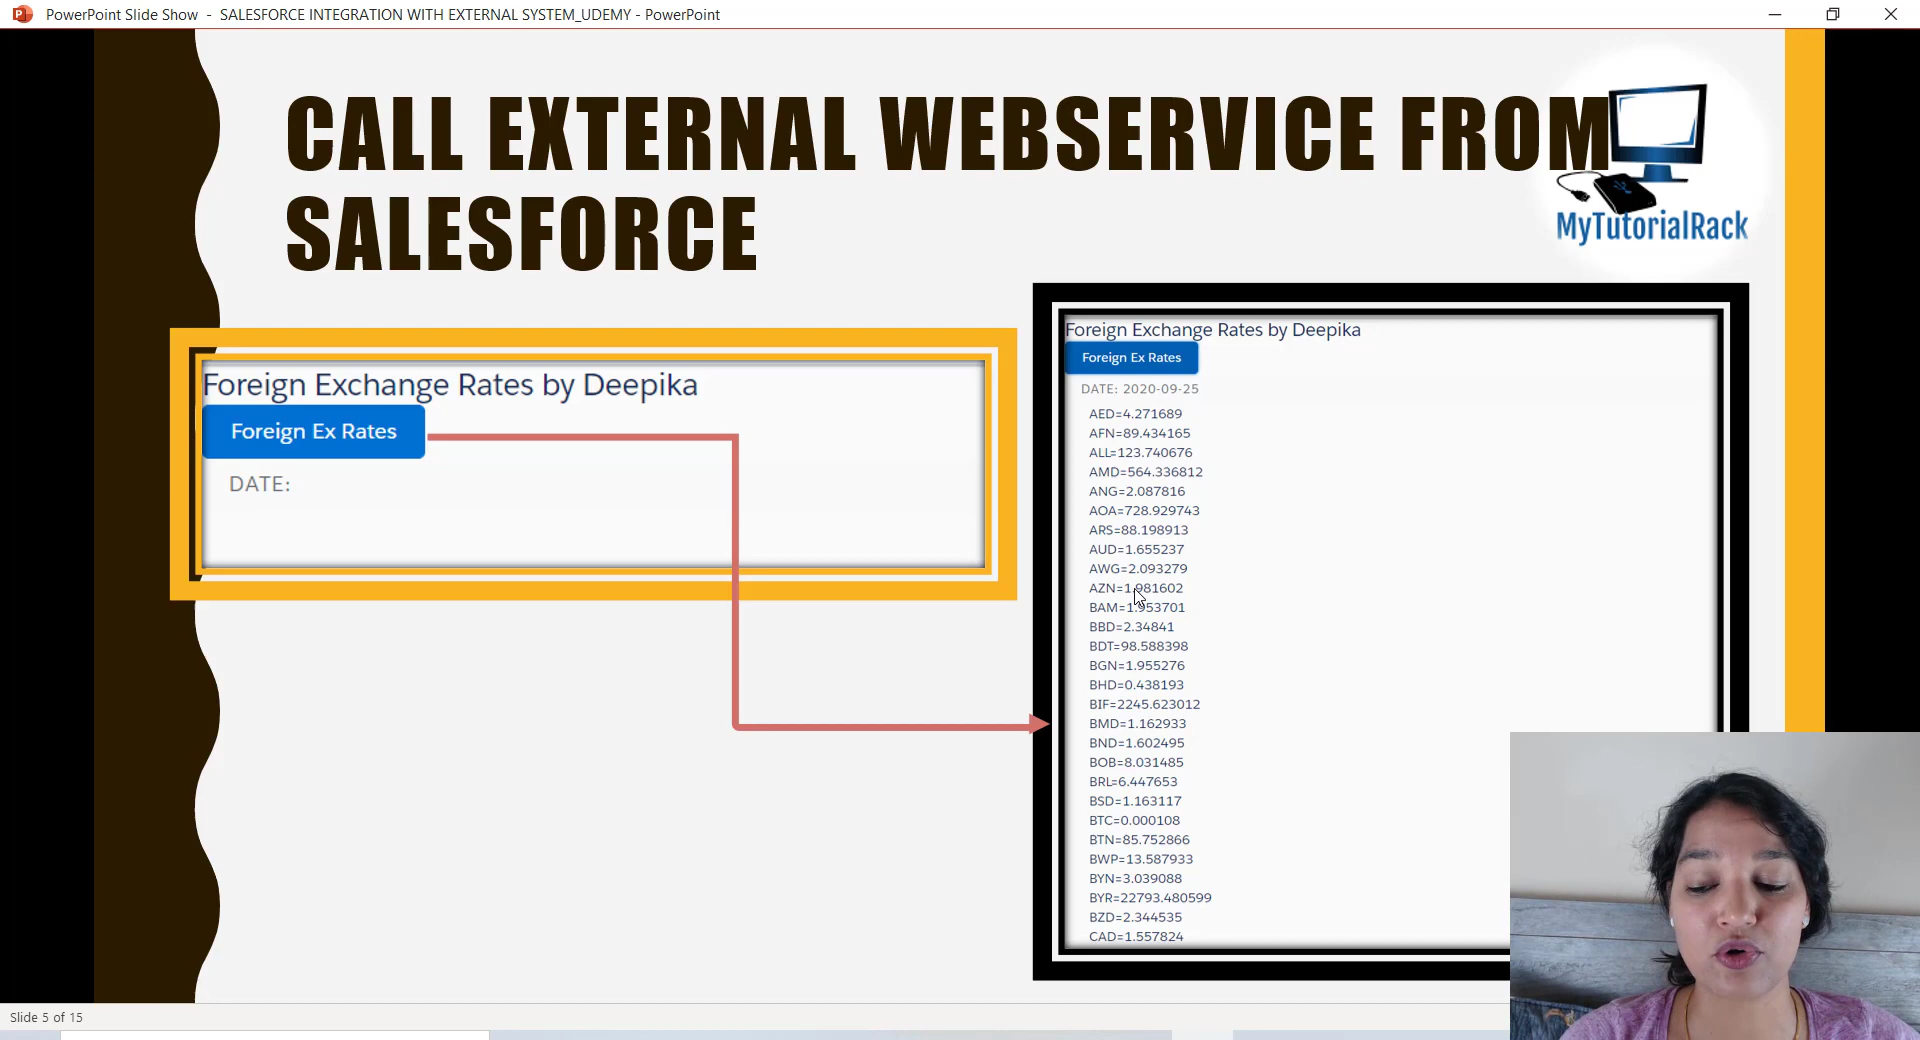 PowerPoint Slide Show - SALESFORCE INTEGRATION WITH EXTERNAL SYSTEM_UDEMY - PowerPoint
CALL EXTERNAL WEBSERVICE FROM
SALESFORCE
MyTutorialRack
Foreign Exchange Rates by Deepika
Foreign Ex Rates
DATE:
Foreign Exchange Rates by Deepika
Foreign Ex Rates
DATE: 2020-09-25
AED=4.271689
AFN=89.434165
ALL=123.740676
AMD=564.336812
ANG=2.087816
AOA=728.929743
ARS=88.198913
AUD=1.655237
AWG=2.093279
AZN=1.981602
BAM=1.953701
BBD=2.34841
BDT=98.588398
BGN=1.955276
BHD=0.438193
BIF=2245.623012
BMD=1.162933
BND=1.602495
BOB=8.031485
BRL=6.447653
BSD=1.163117
BTC=0.000108
BTN=85.752866
BWP=13.587933
BYN=3.039088
BYR=22793.480599
BZD=2.344535
CAD=1.557824
Slide 5 of 15